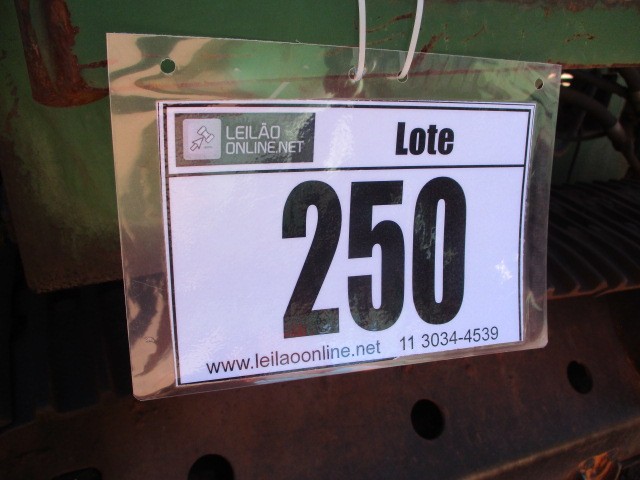 LEILÃO
ONLINE.NET
Lote
250
www.leilaoonline.net 11 3034-4539